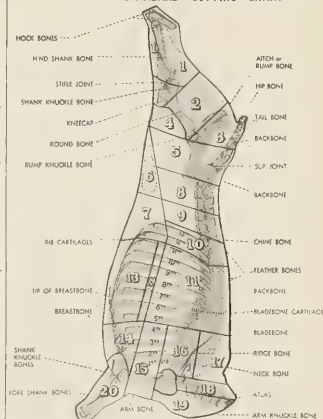 HOCK BONES
HIND SHANK BONE
STIFLE JOINT
SHANK KNUCKLE BONE
KNEECAP
ROUND BONE
RUMP KNUCKLE BONE
RIB CARTILAGES
TIP OF BREASTBONE
BREASTBONE
SHANK
KNUCKLE
BONES
FORE SHANK BONES
AITCH or
RUMP BONE
HIP BONE
TAIL BONE
BACKBONE
SLIP JOINT
BACKBONE
CHINE BONE
FEATHER BONES
BACKBONE
BLADEBONE CARTILAGE
BLADEBONE
RIDGE BONE
NECK BONE
ATLAS
ARM KNUCKLE BONE
ARM BONE
1
1
2
3
4
5
6
7
8
9
10
11
13
14
15
16
17
18
19
20